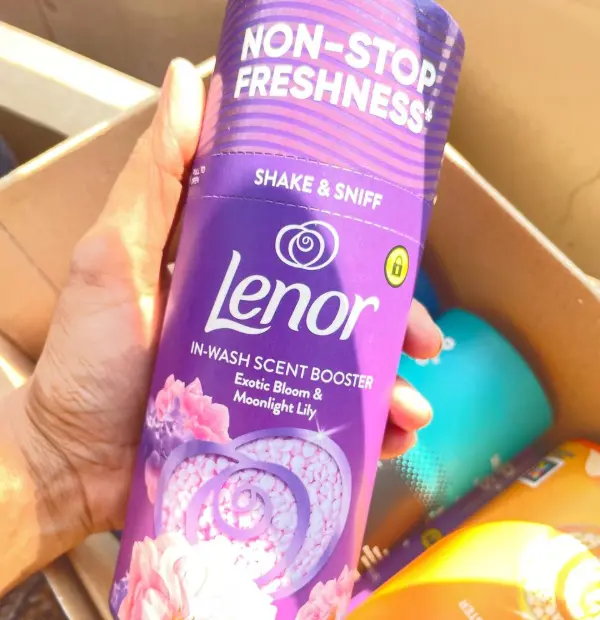 NON-STOP
FRESHNESS*
SHAKE & SNIFF
Lenor
IN-WASH SCENT BOOSTER
Exotic Bloom &
Moonlight Lily